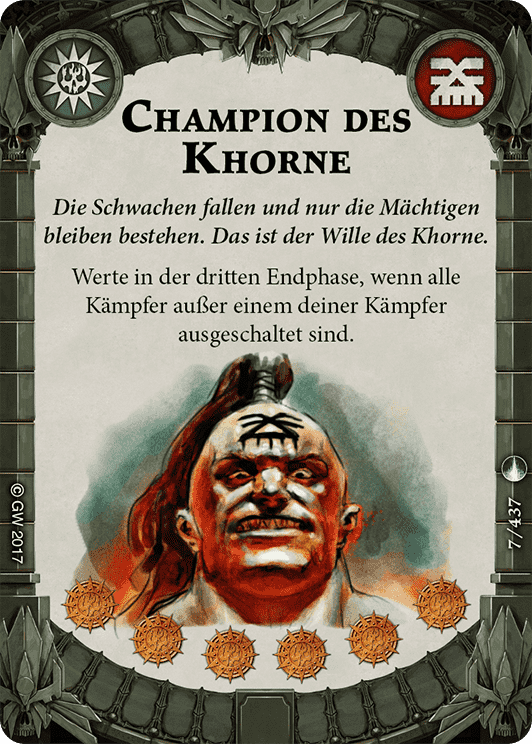 Champion des
Khorne
Die Schwachen fallen und nur die Mächtigen
bleiben bestehen. Das ist der Wille des Khorne.
Werte in der dritten Endphase, wenn alle
Kämpfer außer einem deiner Kämpfer
ausgeschaltet sind.
© GW 2017
7/437